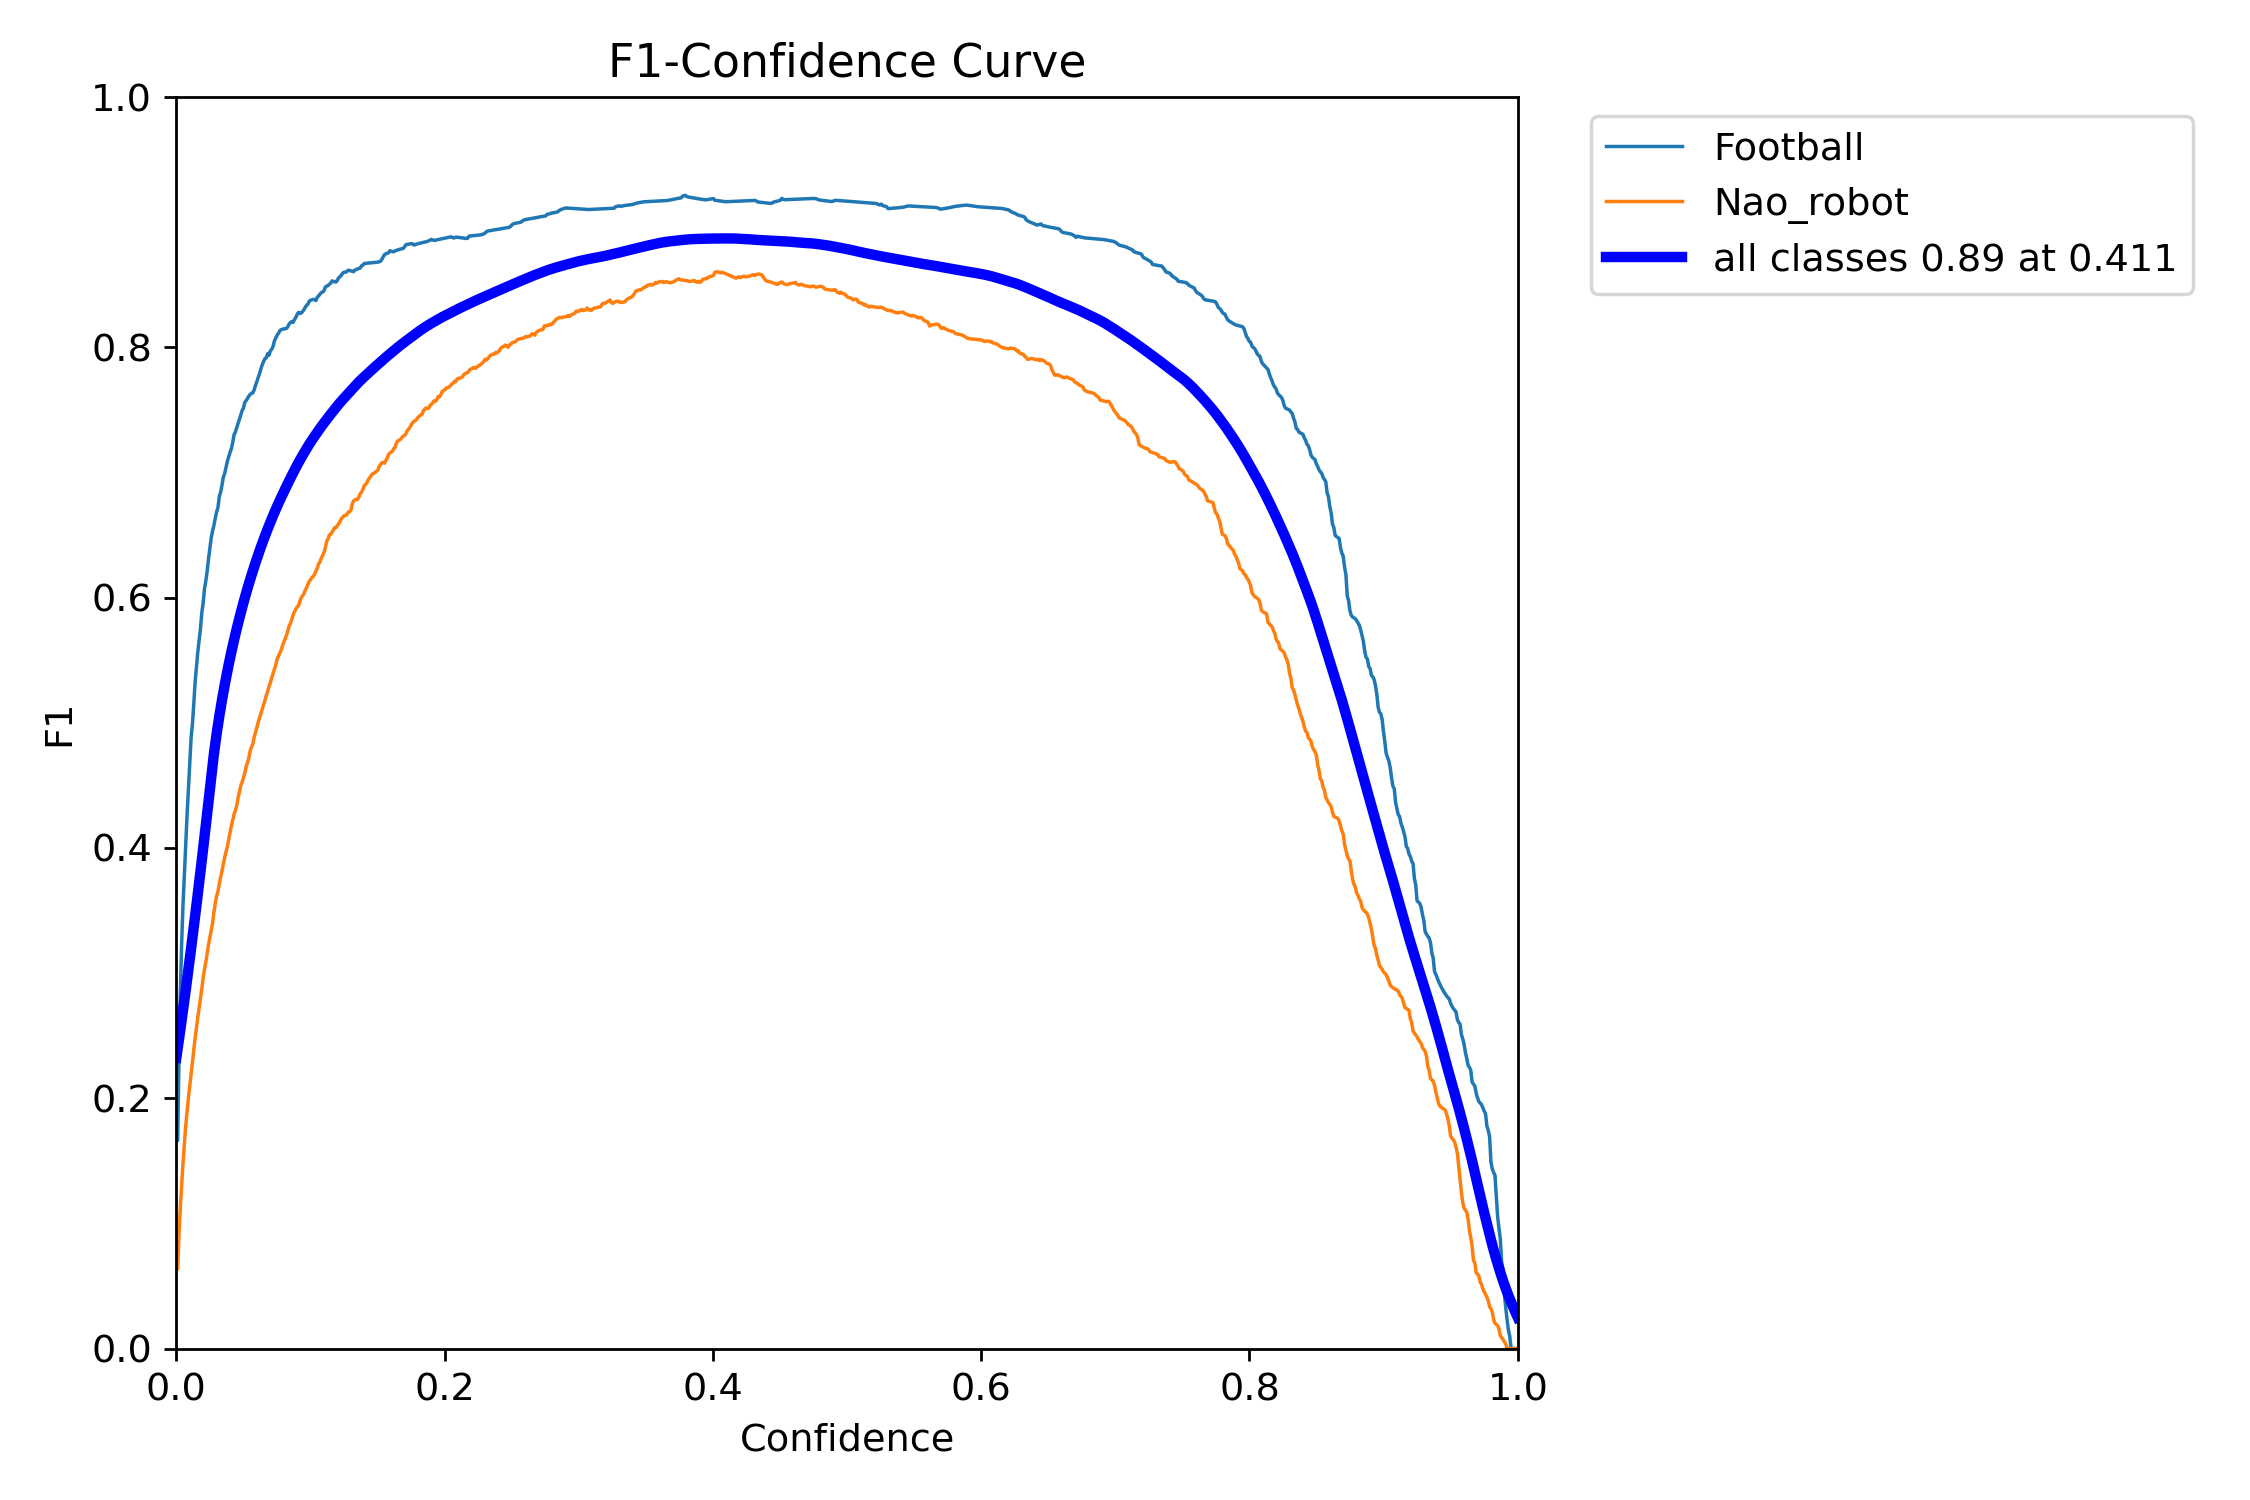 F1-Confidence Curve
1.0
0.8
0.6
0.4
0.2
0.0
F1
0.0 0.2 0.4 0.6 0.8 1.0
Confidence
Football
Nao_robot
all classes 0.89 at 0.411